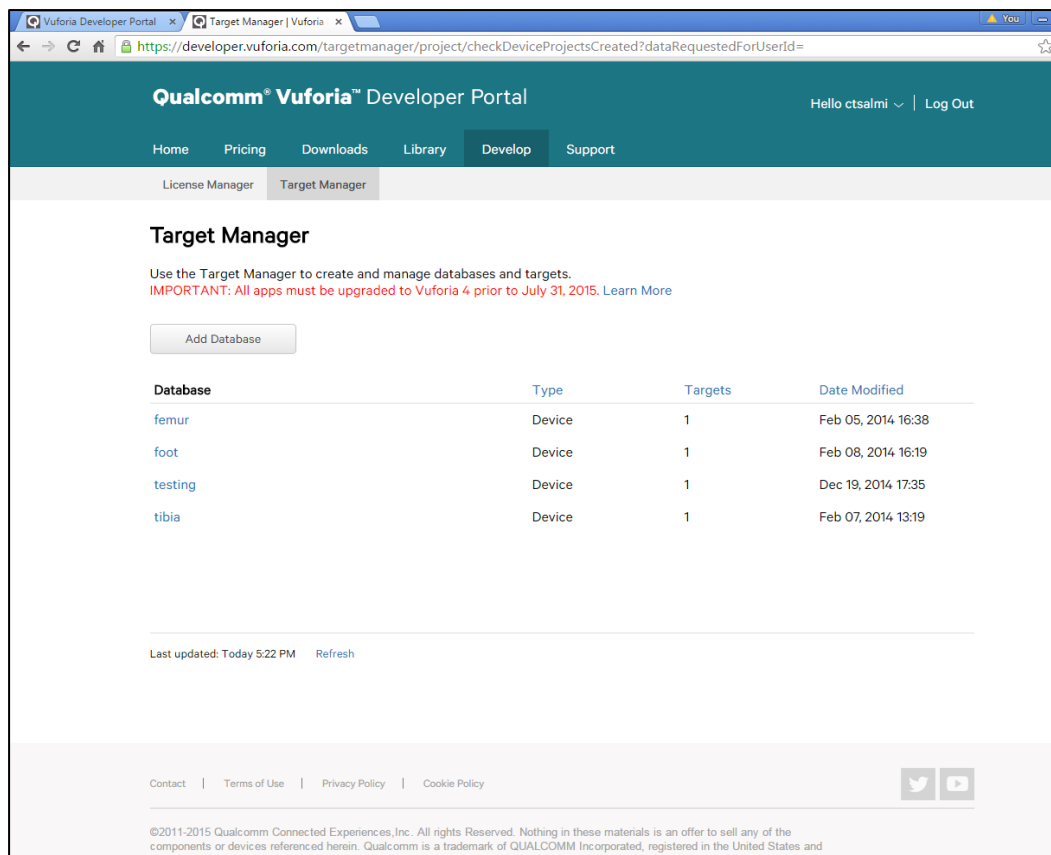 Vuforia Developer Portal
Target Manager | Vuforia
You
https://developer.vuforia.com/targetmanager/project/checkDeviceProjectsCreated?dataRequestedForUserId=
Qualcomm® Vuforia™ Developer Portal
Hello ctsalmi | Log Out
Home Pricing Downloads Library Develop Support
License Manager Target Manager
Target Manager
Use the Target Manager to create and manage databases and targets.
IMPORTANT: All apps must be upgraded to Vuforia 4 prior to July 31, 2015. Learn More
Add Database
Database Type Targets Date Modified
femur Device 1 Feb 05, 2014 16:38
foot Device 1 Feb 08, 2014 16:19
testing Device 1 Dec 19, 2014 17:35
tibia Device 1 Feb 07, 2014 13:19
Last updated: Today 5:22 PM Refresh
Contact | Terms of Use | Privacy Policy | Cookie Policy
©2011-2015 Qualcomm Connected Experiences,Inc. All rights Reserved. Nothing in these materials is an offer to sell any of the
components or devices referenced herein. Qualcomm is a trademark of QUALCOMM Incorporated, registered in the United States and